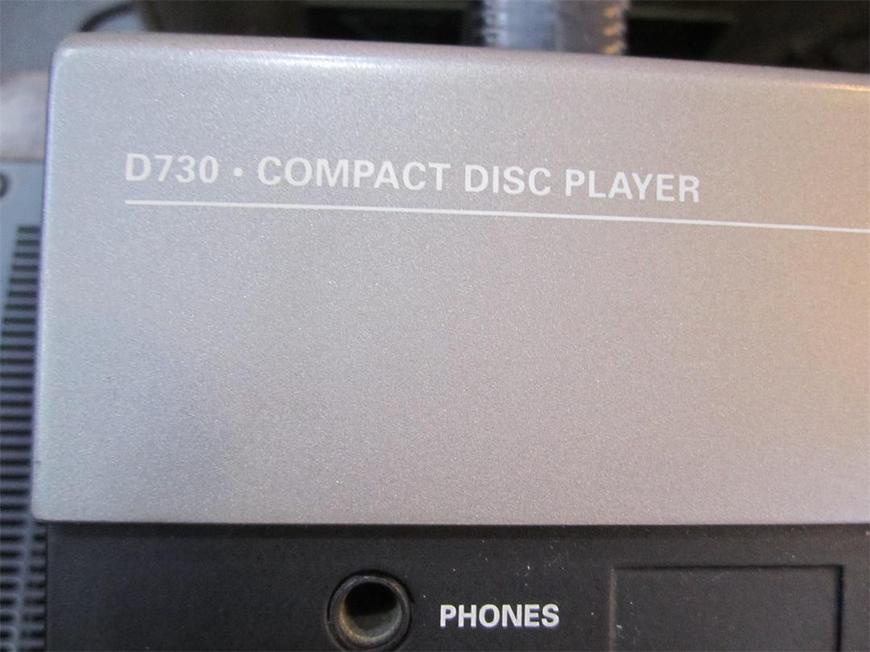 D730 · COMPACT DISC PLAYER
PHONES